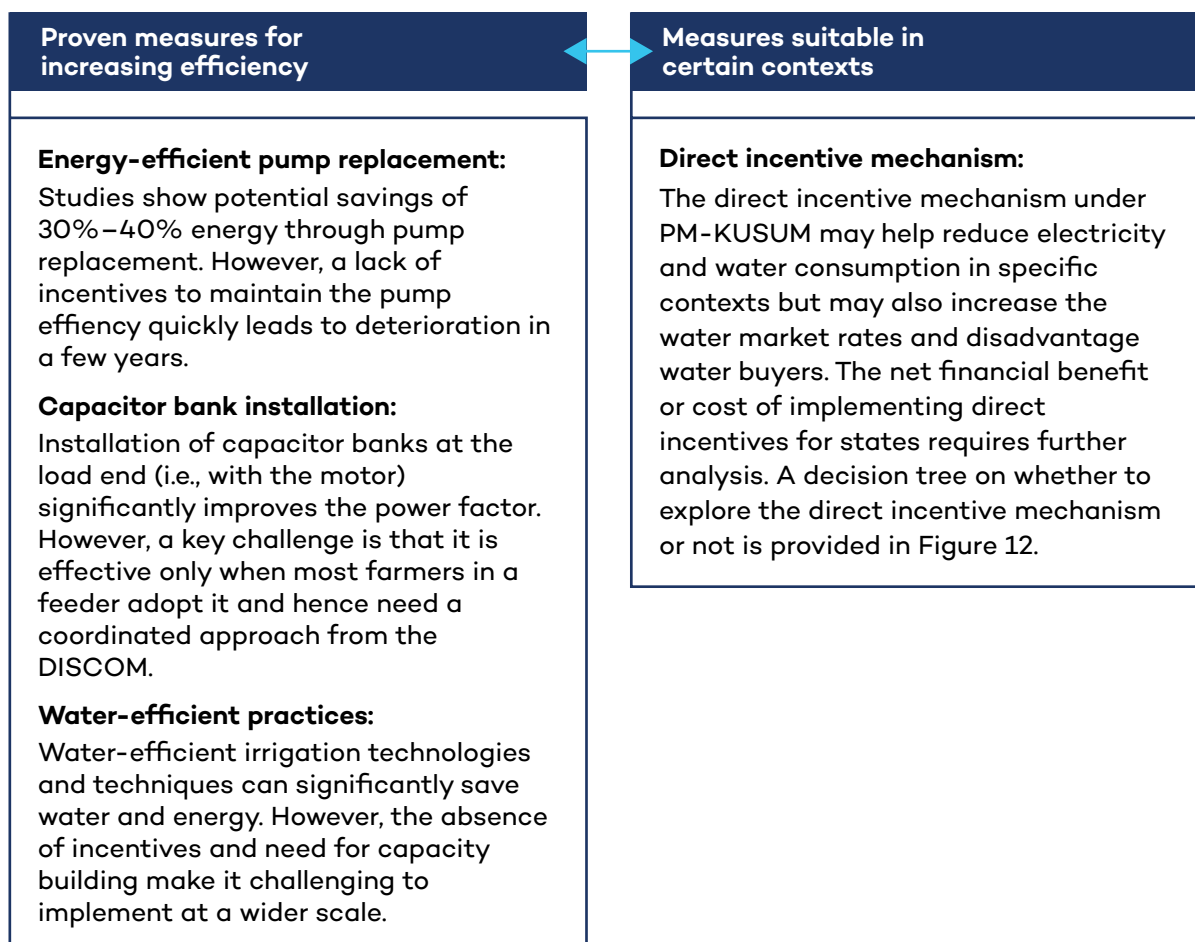 Proven measures for
increasing efficiency
Energy-efficient pump replacement:
Studies show potential savings of
30%–40% energy through pump
replacement. However, a lack of
incentives to maintain the pump
effiency quickly leads to deterioration in
a few years.
Capacitor bank installation:
Installation of capacitor banks at the
load end (i.e., with the motor)
significantly improves the power factor.
However, a key challenge is that it is
effective only when most farmers in a
feeder adopt it and hence need a
coordinated approach from the
DISCOM.
Water-efficient practices:
Water-efficient irrigation technologies
and techniques can significantly save
water and energy. However, the absence
of incentives and need for capacity
building make it challenging to
implement at a wider scale.
Measures suitable in
certain contexts
Direct incentive mechanism:
The direct incentive mechanism under
PM-KUSUM may help reduce electricity
and water consumption in specific
contexts but may also increase the
water market rates and disadvantage
water buyers. The net financial benefit
or cost of implementing direct
incentives for states requires further
analysis. A decision tree on whether to
explore the direct incentive mechanism
or not is provided in Figure 12.